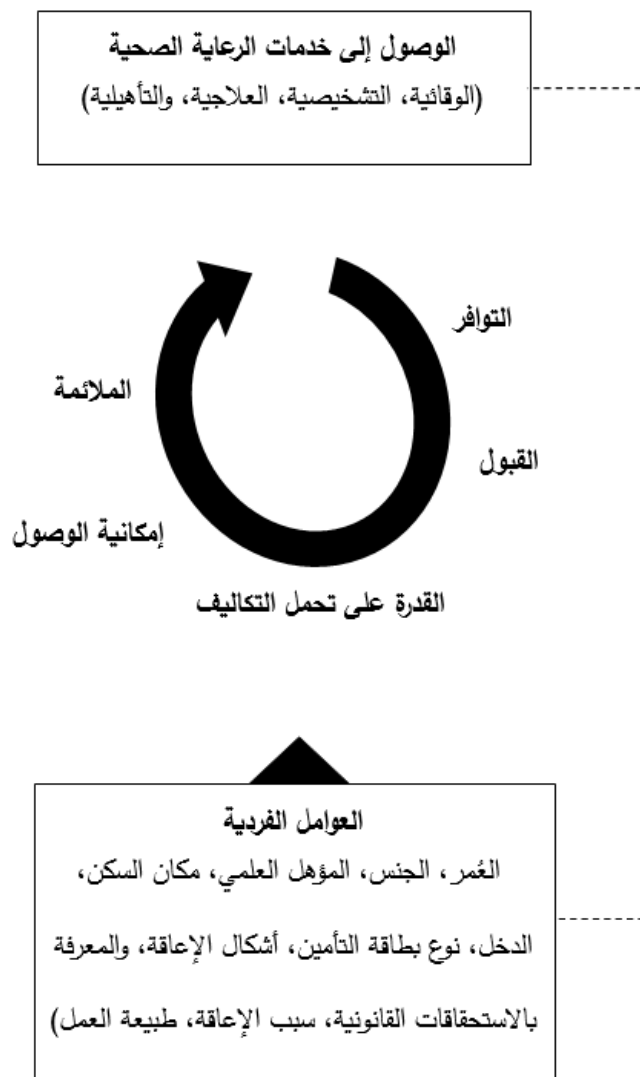 الوصول إلى خدمات الرعاية الصحية
(الوقائية، التشخيصية، العلاجية، والتأهيلية)
التوافر
الملائمة
القبول
إمكانية الوصول
القدرة على تحمل التكاليف
العوامل الفردية
العُمر، الجنس، المؤهل العلمي، مكان السكن،
الدخل، نوع بطاقة التأمين، أشكال الإعاقة، والمعرفة
بالاستحقاقات القانونية، سبب الإعاقة، طبيعة العمل)